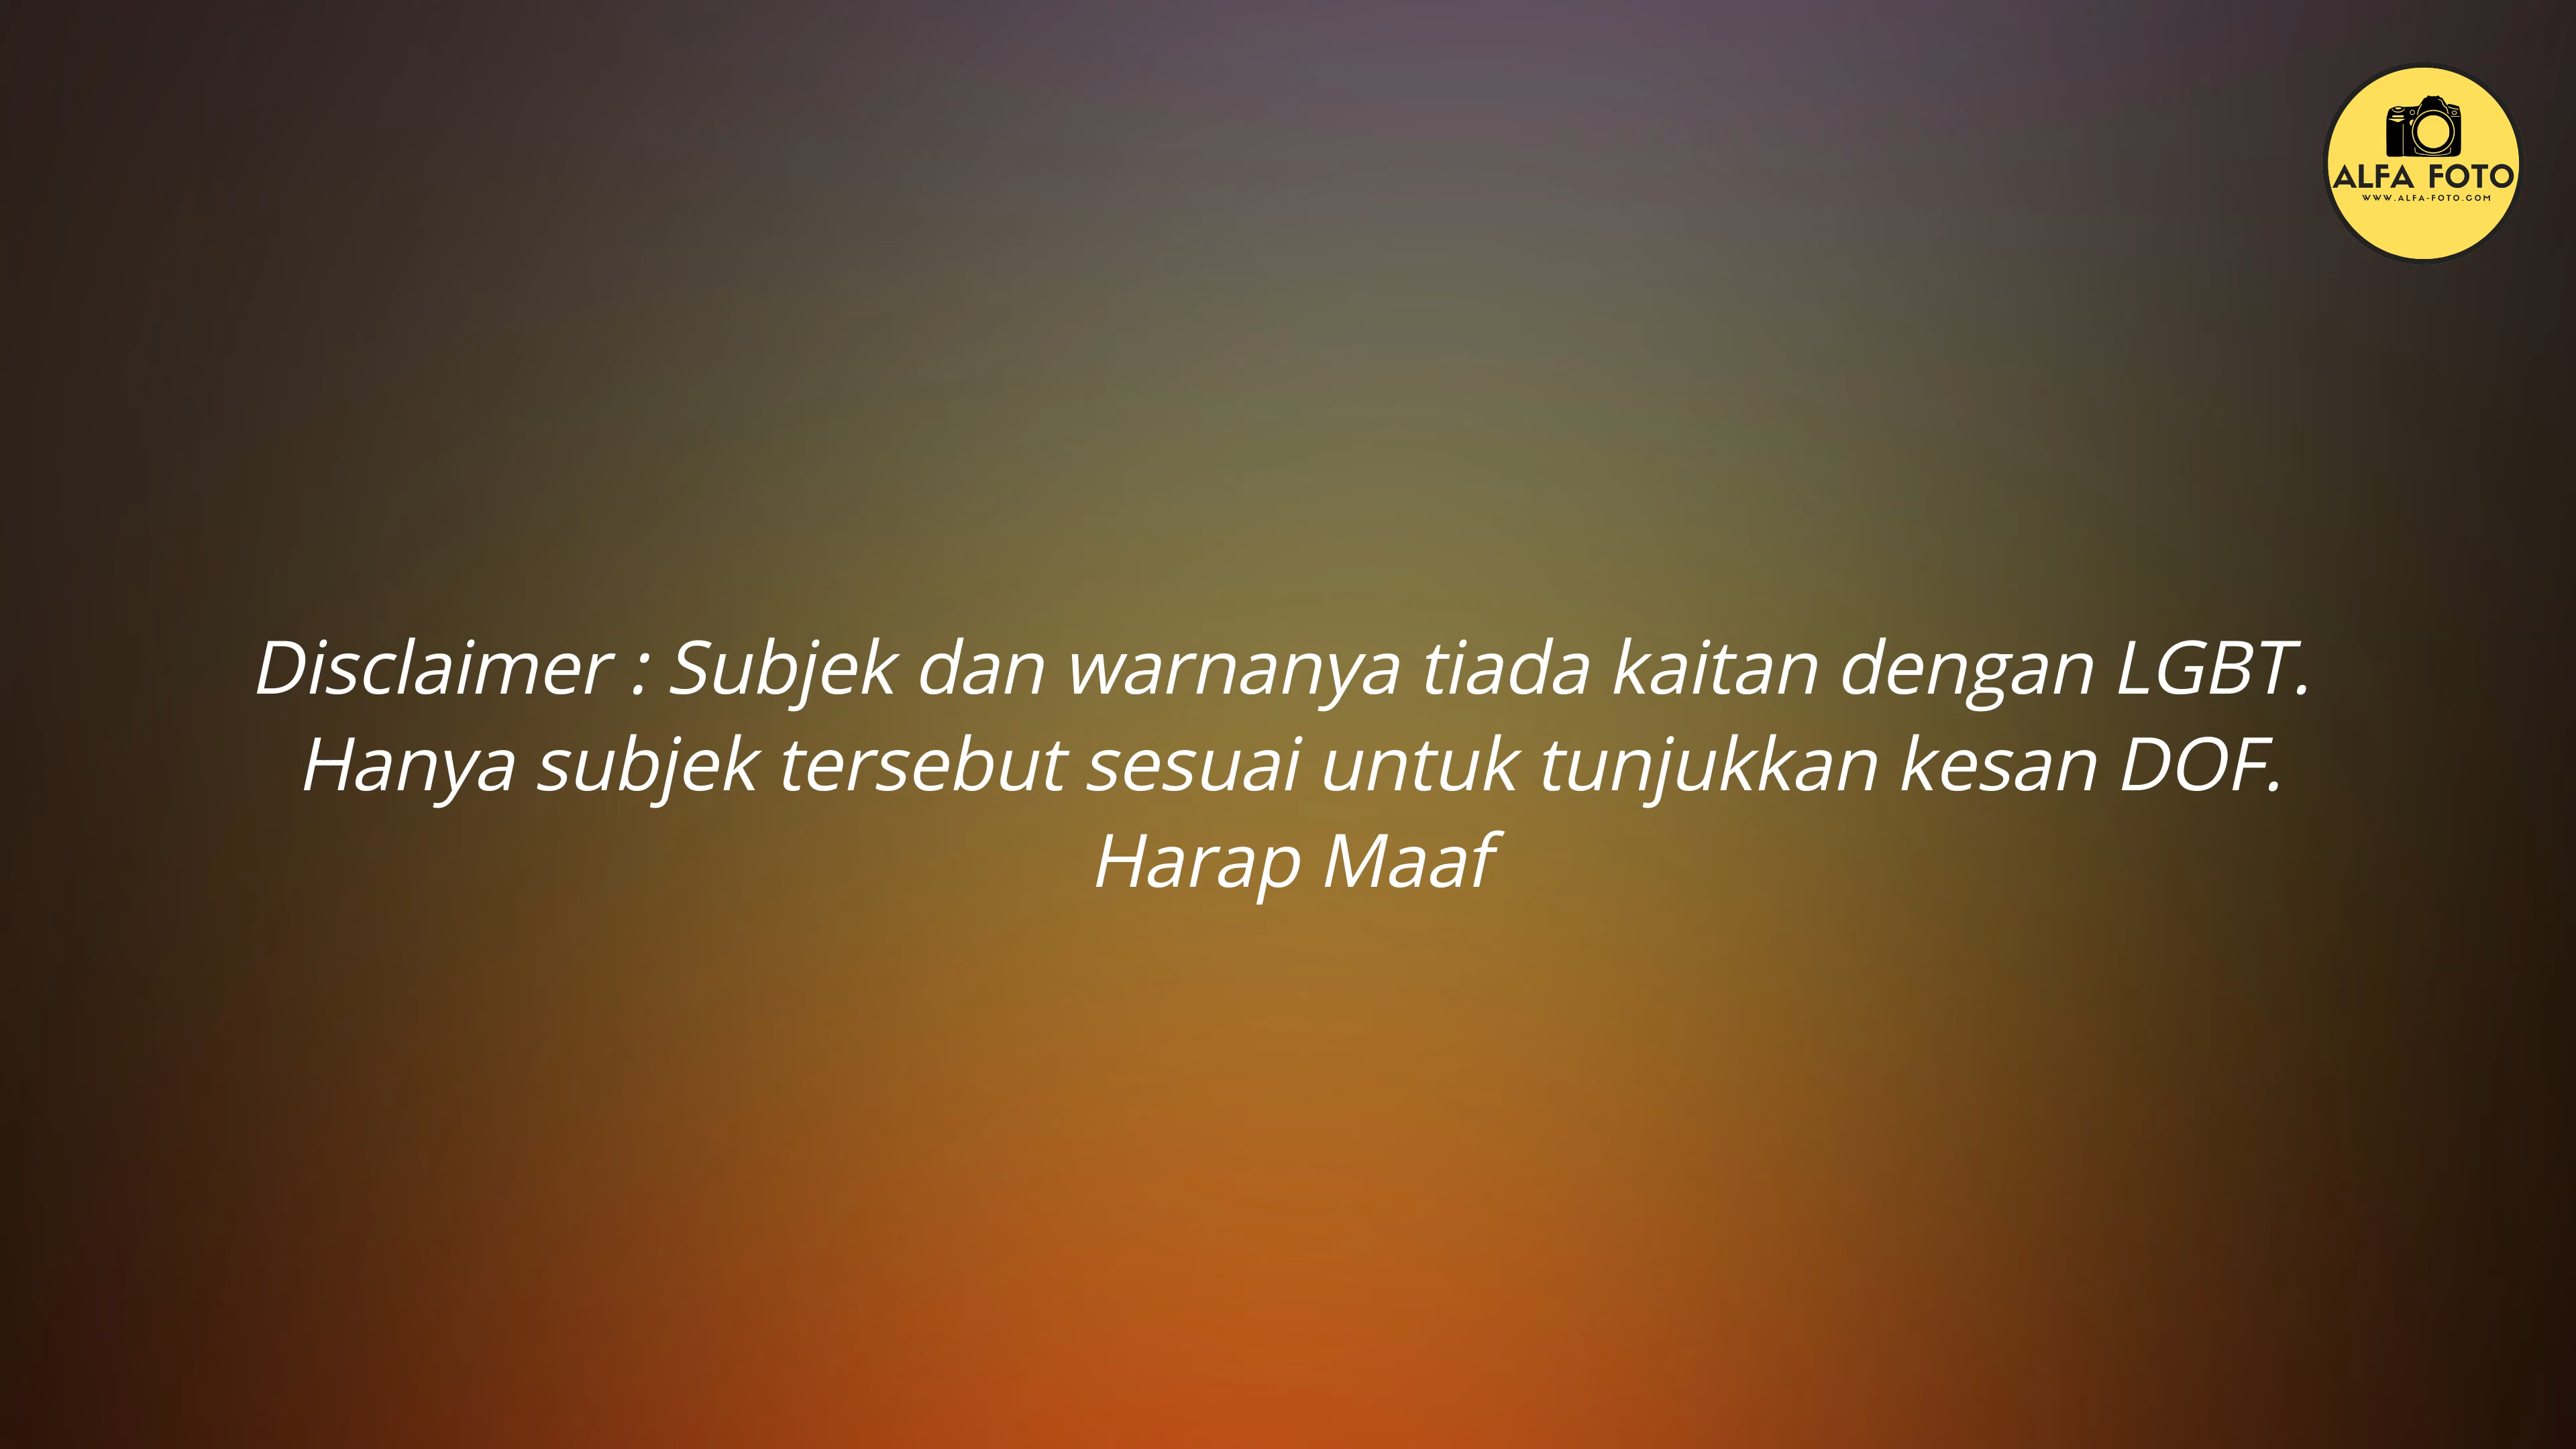 ALFA FOTO
WWW.ALFA-FOTO.COM
Disclaimer : Subjek dan warnanya tiada kaitan dengan LGBT.
Hanya subjek tersebut sesuai untuk tunjukkan kesan DOF.
Harap Maaf